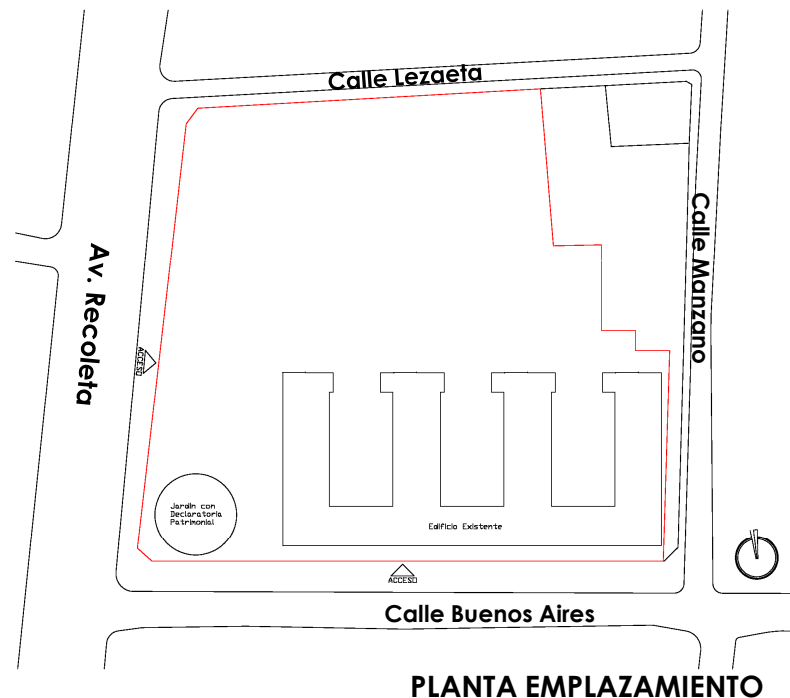 Calle Lezaeta
Calle Manzano
Av. Recoleta
ACCESO
Jardín con
Declaratoria
Patrimonial
Edificio Existente
ACCESO
Calle Buenos Aires
PLANTA EMPLAZAMIENTO